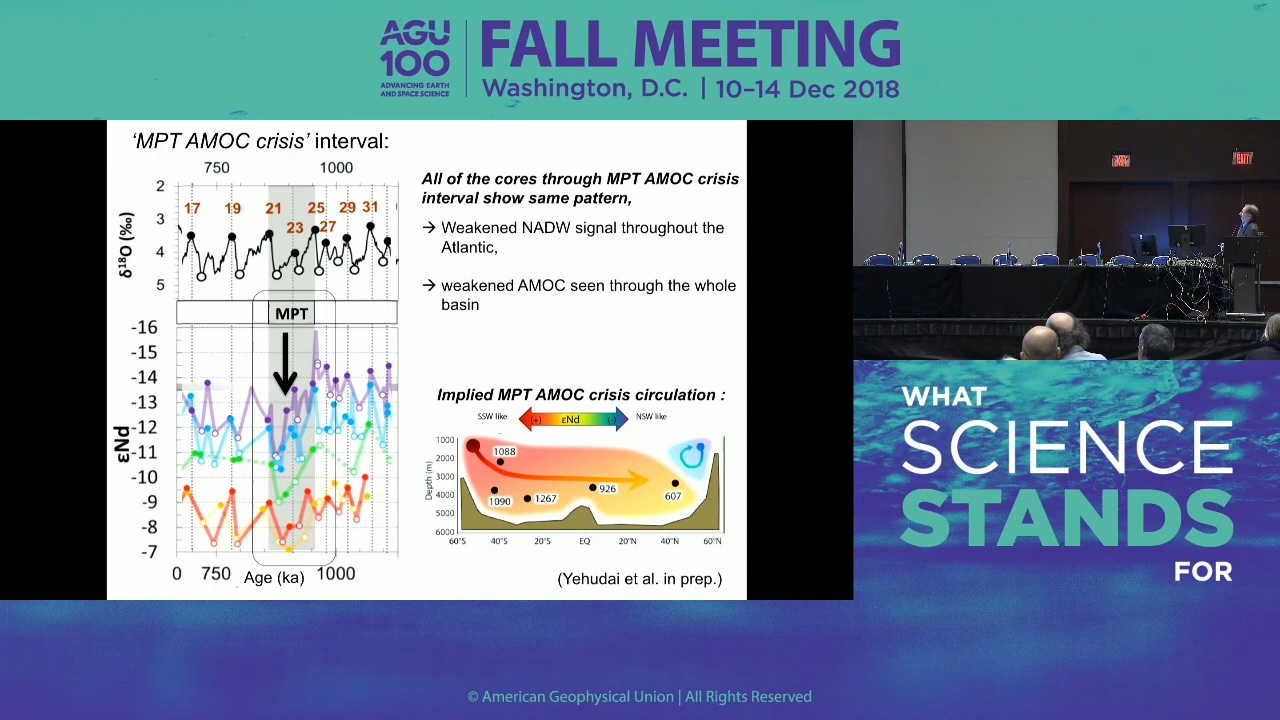 AGU
100
ADVANCING EARTH
AND SPACE SCIENCE
FALL MEETING
Washington, D.C. | 10–14 Dec 2018
'MPT AMOC crisis' interval:
750 1000
2
3
4
5
δ18O (‰)
17 19 21 23 25 27 29 31
MPT
-16
-15
-14
-13
-12
-11
-10
-9
-8
-7
εNd
0 750 Age (ka) 1000
All of the cores through MPT AMOC crisis
interval show same pattern,
→ Weakened NADW signal throughout the
Atlantic,
→ weakened AMOC seen through the whole
basin
Implied MPT AMOC crisis circulation :
SSW like (+) εNd (-) NSW like
Depth (m)
1000
2000
3000
4000
5000
6000
1088
1090
1267
926
607
60°S 40°S 20°S EQ 20°N 40°N 60°N
(Yehudai et al. in prep.)
EXIT
WHAT
SCIENCE
STANDS
FOR
© American Geophysical Union | All Rights Reserved